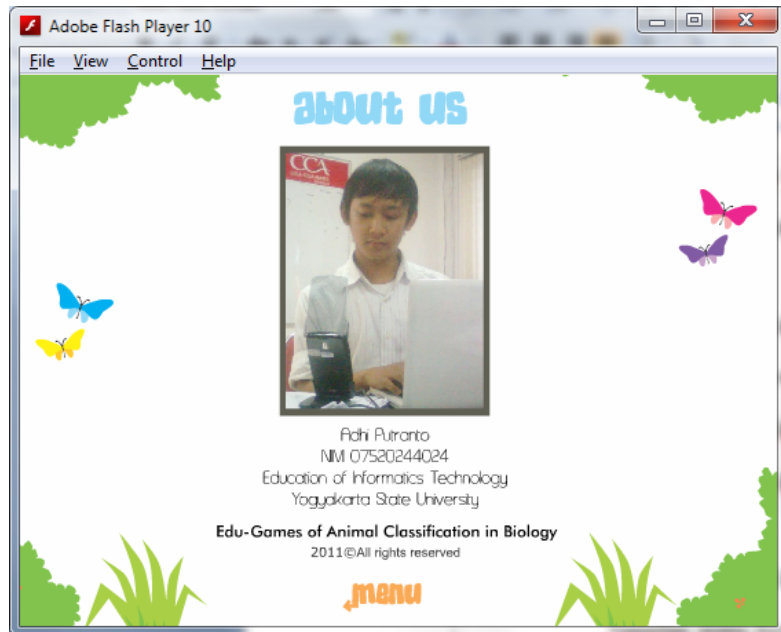 Adobe Flash Player 10
File View Control Help
about us
CCA
Adhi Putranto
NIM 07520244024
Education of Informatics Technology
Yogyakarta State University
Edu-Games of Animal Classification in Biology
2011©All rights reserved
menu